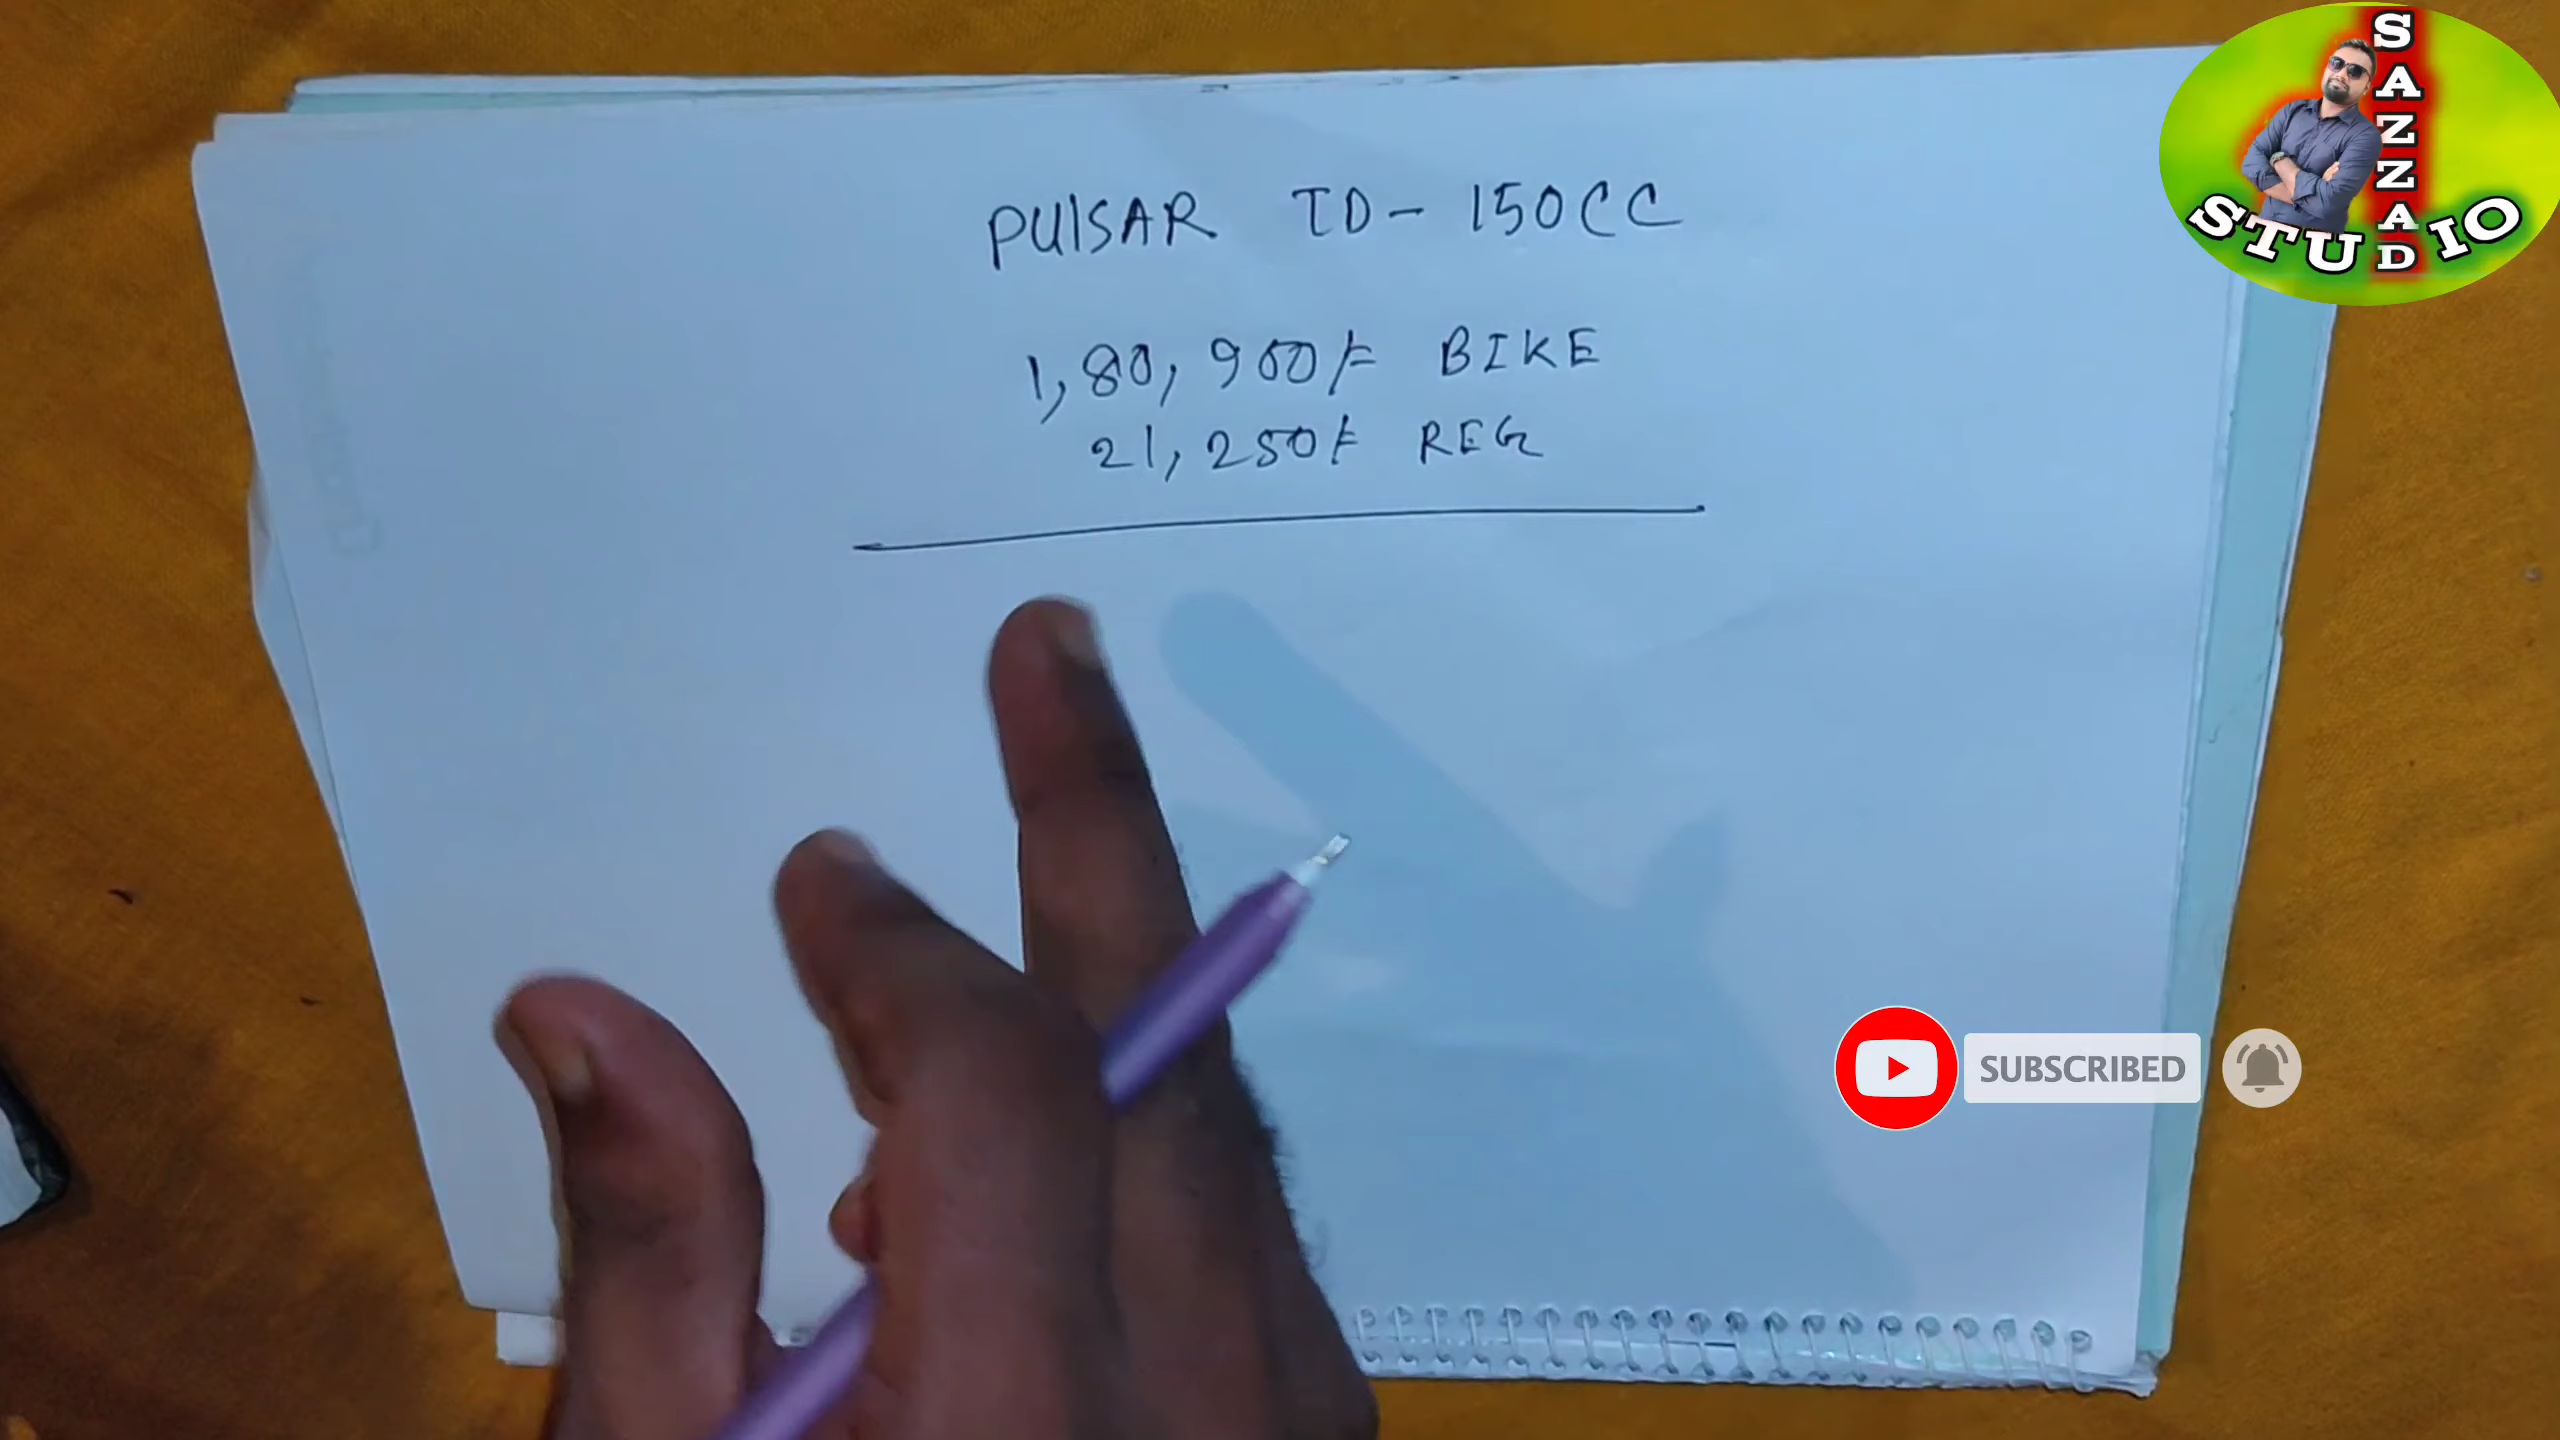 PULSAR TD - 150CC
1,80,900/= BIKE
21,250/= REG
SAZZAD
STUDIO
SUBSCRIBED